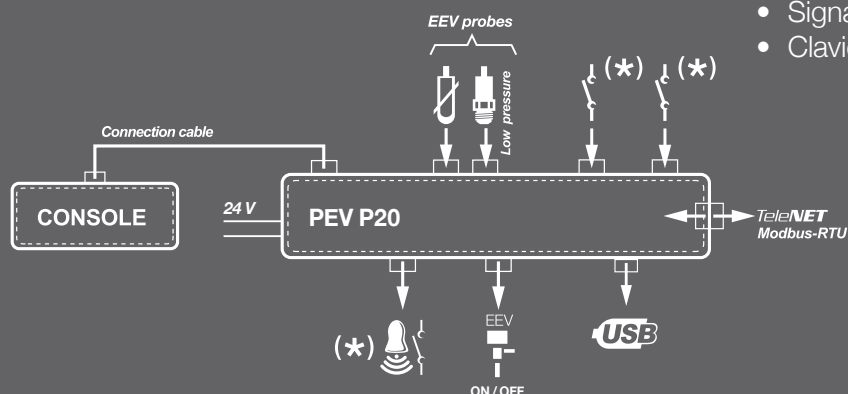 • Signa
• Clavie
EEV probes
(*)
(*)
Low pressure
Connection cable
CONSOLE
24 V
PEV P20
TeleNET
Modbus-RTU
(*)
EEV
USB
ON / OFF